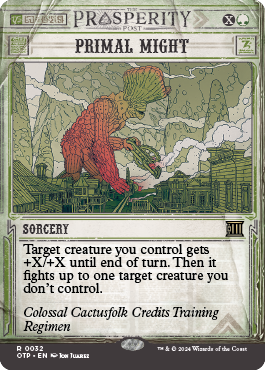 THE
PROSPERITY
POST
X
PRIMAL MIGHT
SORCERY
Target creature you control gets
+X/+X until end of turn. Then it
fights up to one target creature you
don't control.
Colossal Cactusfolk Credits Training
Regimen
R 0032
OTP • EN JON JUAREZ
™ & © 2024 Wizards of the Coast